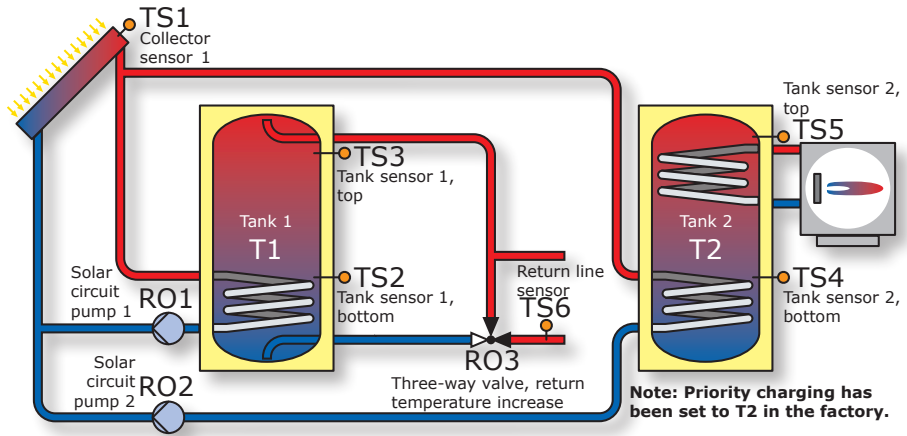 TS1
Collector
sensor 1
Tank sensor 2,
top
TS5
TS3
Tank sensor 1,
top
Tank 1
T1
Tank 2
T2
Solar
circuit
pump 1
RO1
TS2
Tank sensor 1,
bottom
Return line
sensor
TS6
TS4
Tank sensor 2,
bottom
RO3
Three-way valve, return
temperature increase
Solar
circuit
pump 2
RO2
Note: Priority charging has
been set to T2 in the factory.